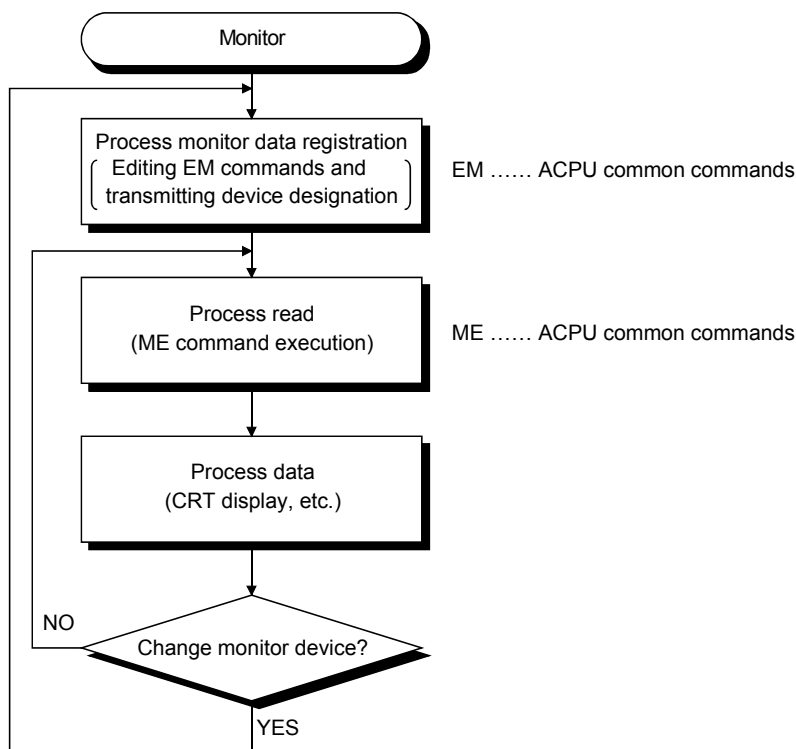 Monitor
Process monitor data registration
Editing EM commands and
transmitting device designation
EM …… ACPU common commands
Process read
(ME command execution)
ME …… ACPU common commands
Process data
(CRT display, etc.)
NO
Change monitor device?
YES